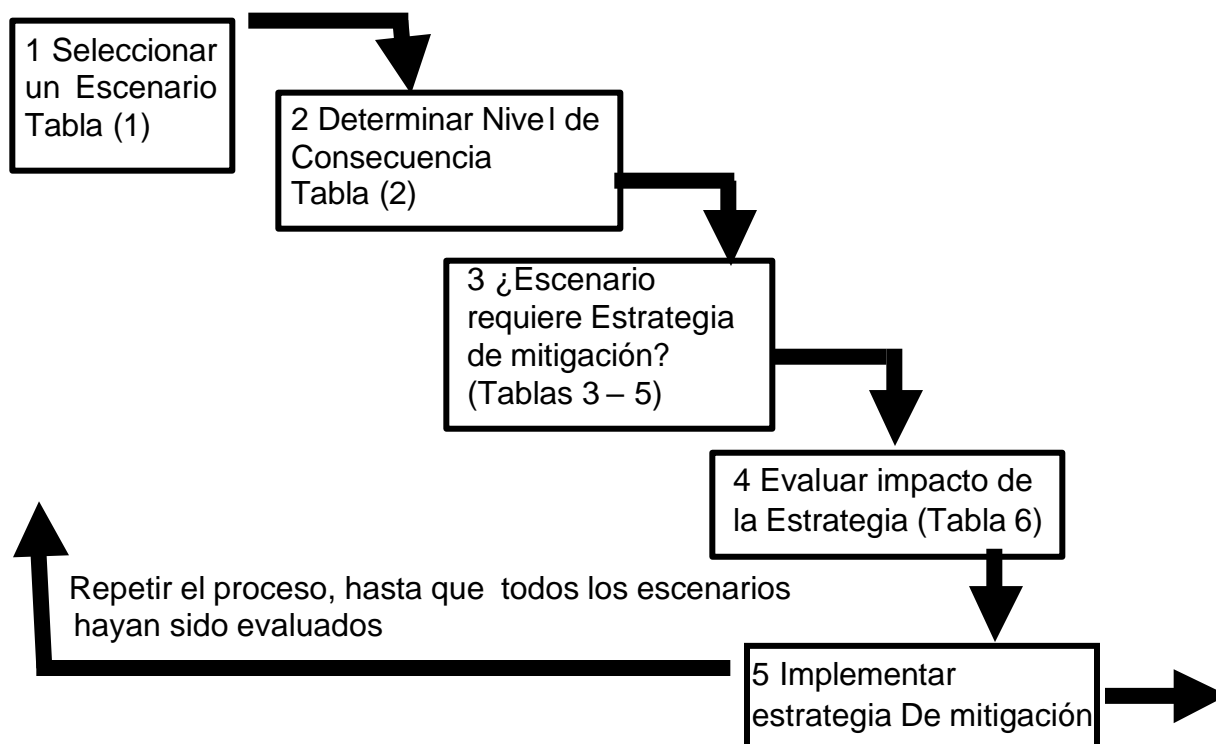 1 Seleccionar
un Escenario
Tabla (1)
2 Determinar Nivel de
Consecuencia
Tabla (2)
3 ¿Escenario
requiere Estrategia
de mitigación?
(Tablas 3 – 5)
4 Evaluar impacto de
la Estrategia (Tabla 6)
Repetir el proceso, hasta que todos los escenarios
hayan sido evaluados
5 Implementar
estrategia De mitigación